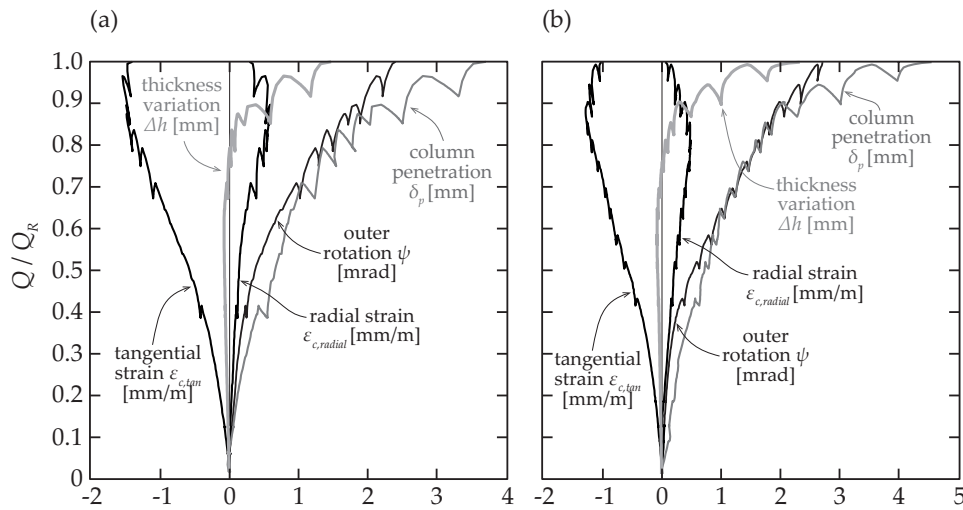 (a)
(b)
Q / Q_R
1.0
0.9
0.8
0.7
0.6
0.5
0.4
0.3
0.2
0.1
0
thickness
variation
Δh [mm]
column
penetration
δ_p [mm]
outer
rotation ψ
[mrad]
radial strain
ε_c,radial [mm/m]
tangential
strain ε_c,tan
[mm/m]
-2 -1 0 1 2 3 4
column
penetration
δ_p [mm]
thickness
variation
Δh [mm]
radial strain
ε_c,radial [mm/m]
outer
rotation ψ
[mrad]
tangential
strain ε_c,tan
[mm/m]
-2 -1 0 1 2 3 4 5